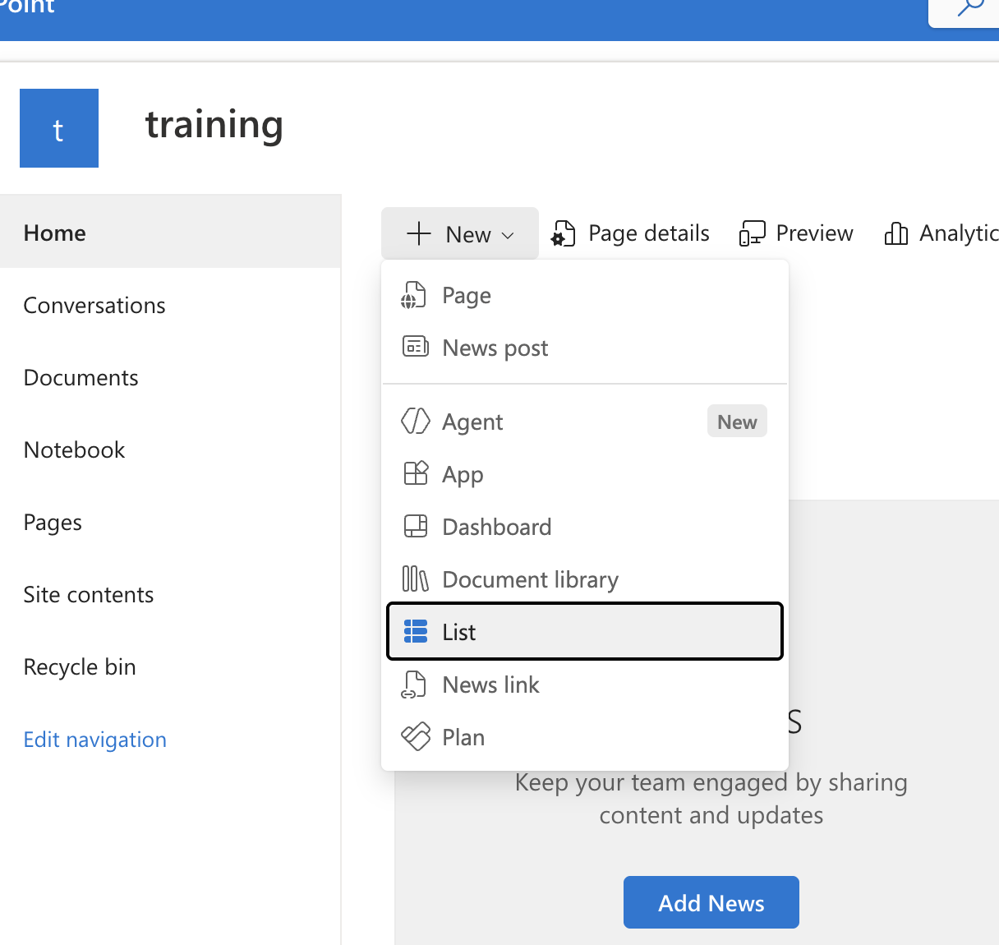 Point
t
training
Home
Conversations
Documents
Notebook
Pages
Site contents
Recycle bin
Edit navigation
New
Page details
Preview
Analytic
Page
News post
Agent
New
App
Dashboard
Document library
List
News link
Plan
s
Keep your team engaged by sharing
content and updates
Add News